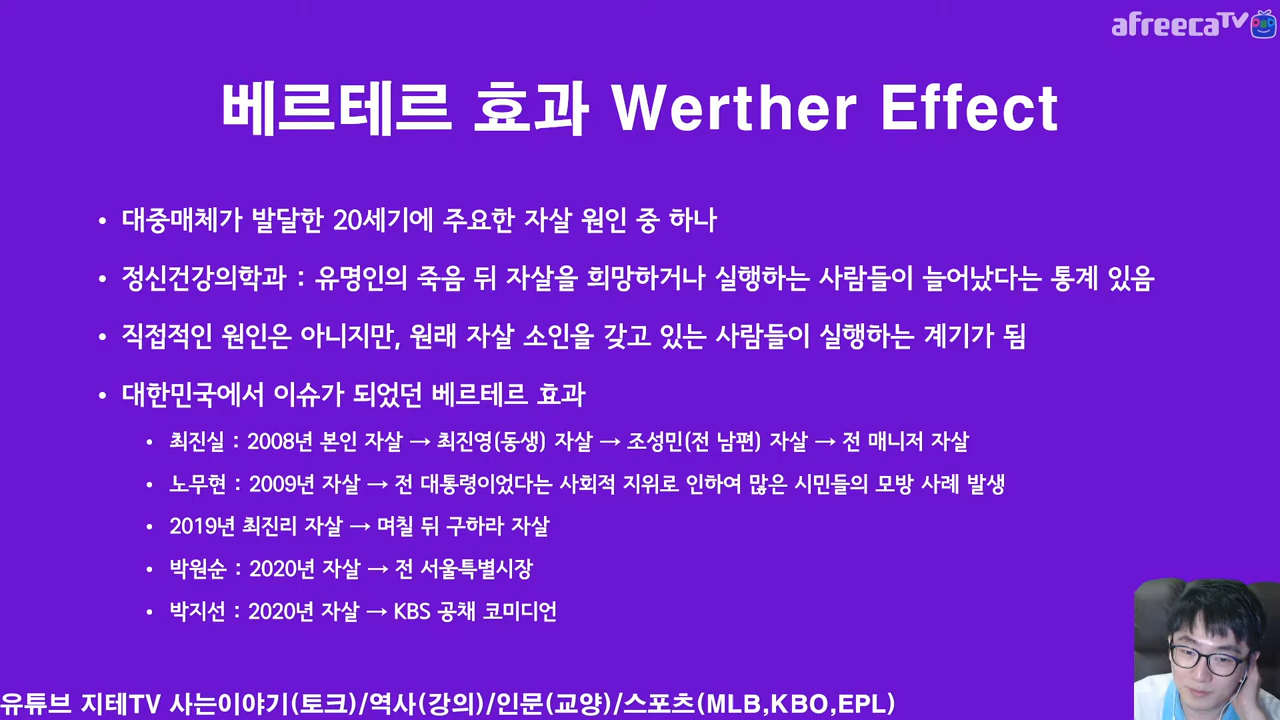 afreecaTV
베르테르 효과 Werther Effect
• 대중매체가 발달한 20세기에 주요한 자살 원인 중 하나
• 정신건강의학과 : 유명인의 죽음 뒤 자살을 희망하거나 실행하는 사람들이 늘어났다는 통계 있음
• 직접적인 원인은 아니지만, 원래 자살 소인을 갖고 있는 사람들이 실행하는 계기가 됨
• 대한민국에서 이슈가 되었던 베르테르 효과
• 최진실 : 2008년 본인 자살 → 최진영(동생) 자살 → 조성민(전 남편) 자살 → 전 매니저 자살
• 노무현 : 2009년 자살 → 전 대통령이었다는 사회적 지위로 인하여 많은 시민들의 모방 사례 발생
• 2019년 최진리 자살 → 며칠 뒤 구하라 자살
• 박원순 : 2020년 자살 → 전 서울특별시장
• 박지선 : 2020년 자살 → KBS 공채 코미디언
유튜브 지테TV 사는이야기(토크)/역사(강의)/인문(교양)/스포츠(MLB,KBO,EPL)